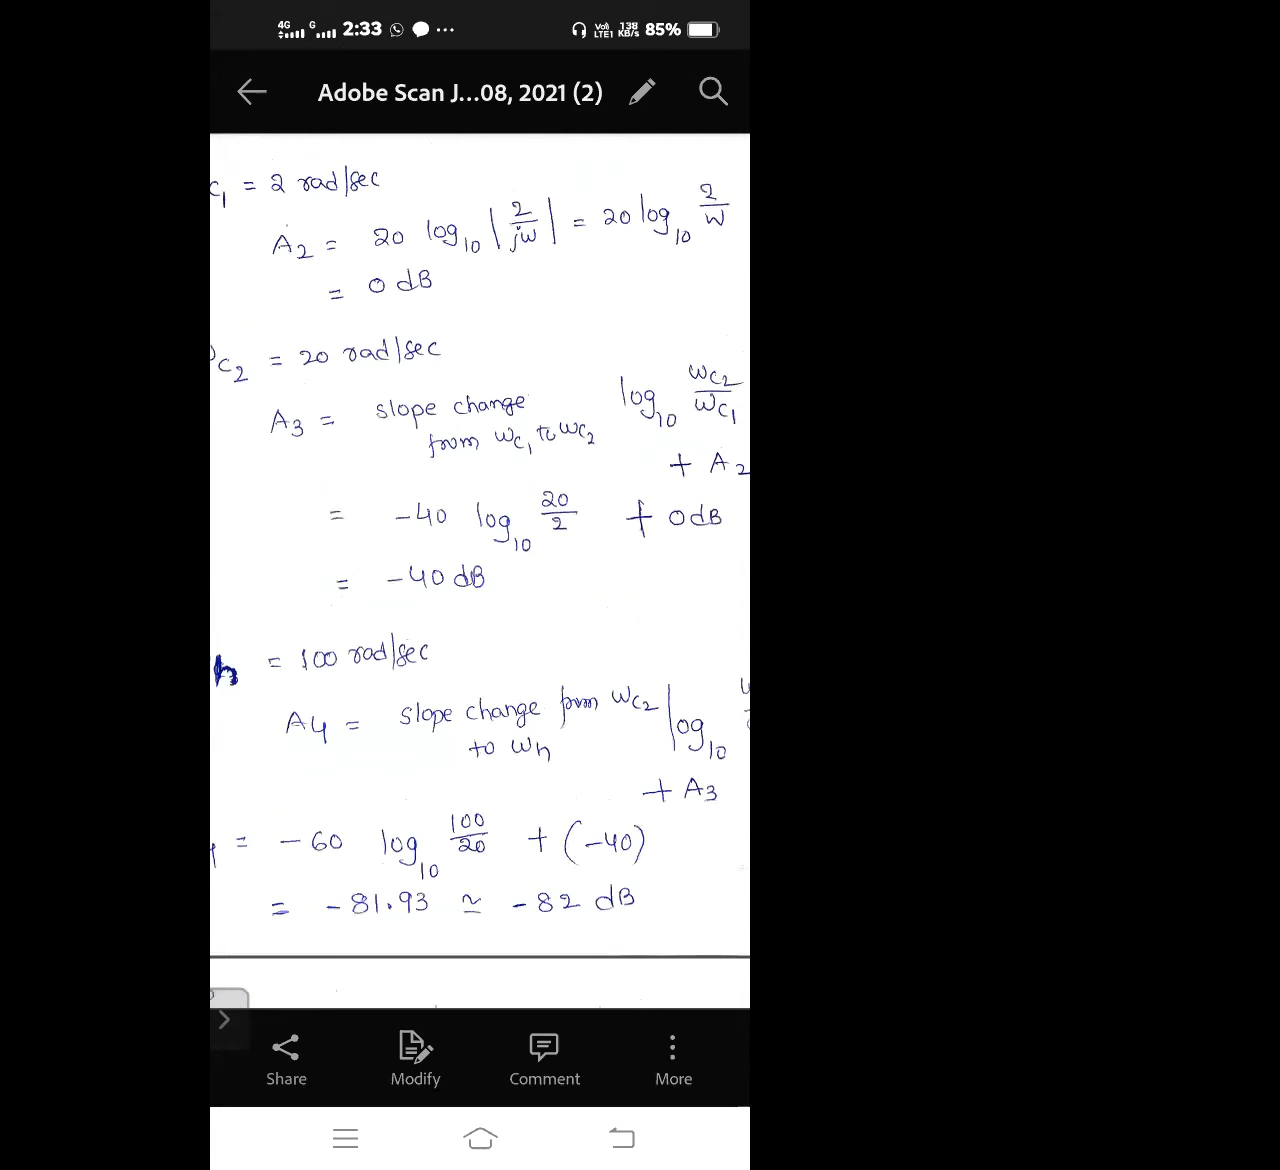 4G G 2:33 ... Vo) LTE1 138 KB/s 85%
Adobe Scan J...08, 2021 (2)
C1 = 2 rad/sec
A2 = 20 log10 |2/jω| = 20 log10 2/ω
= 0 dB
C2 = 20 rad/sec
A3 = slope change from ωC1 to ωC2 log10 ωC2/ωC1
+ A2
= -40 log10 20/2 + 0dB
= -40 dB
h = 100 rad/sec
A4 = slope change from ωC2 to ωh log10
+ A3
= -60 log10 100/20 + (-40)
= -81.93 ≃ -82 dB
Share Modify Comment More